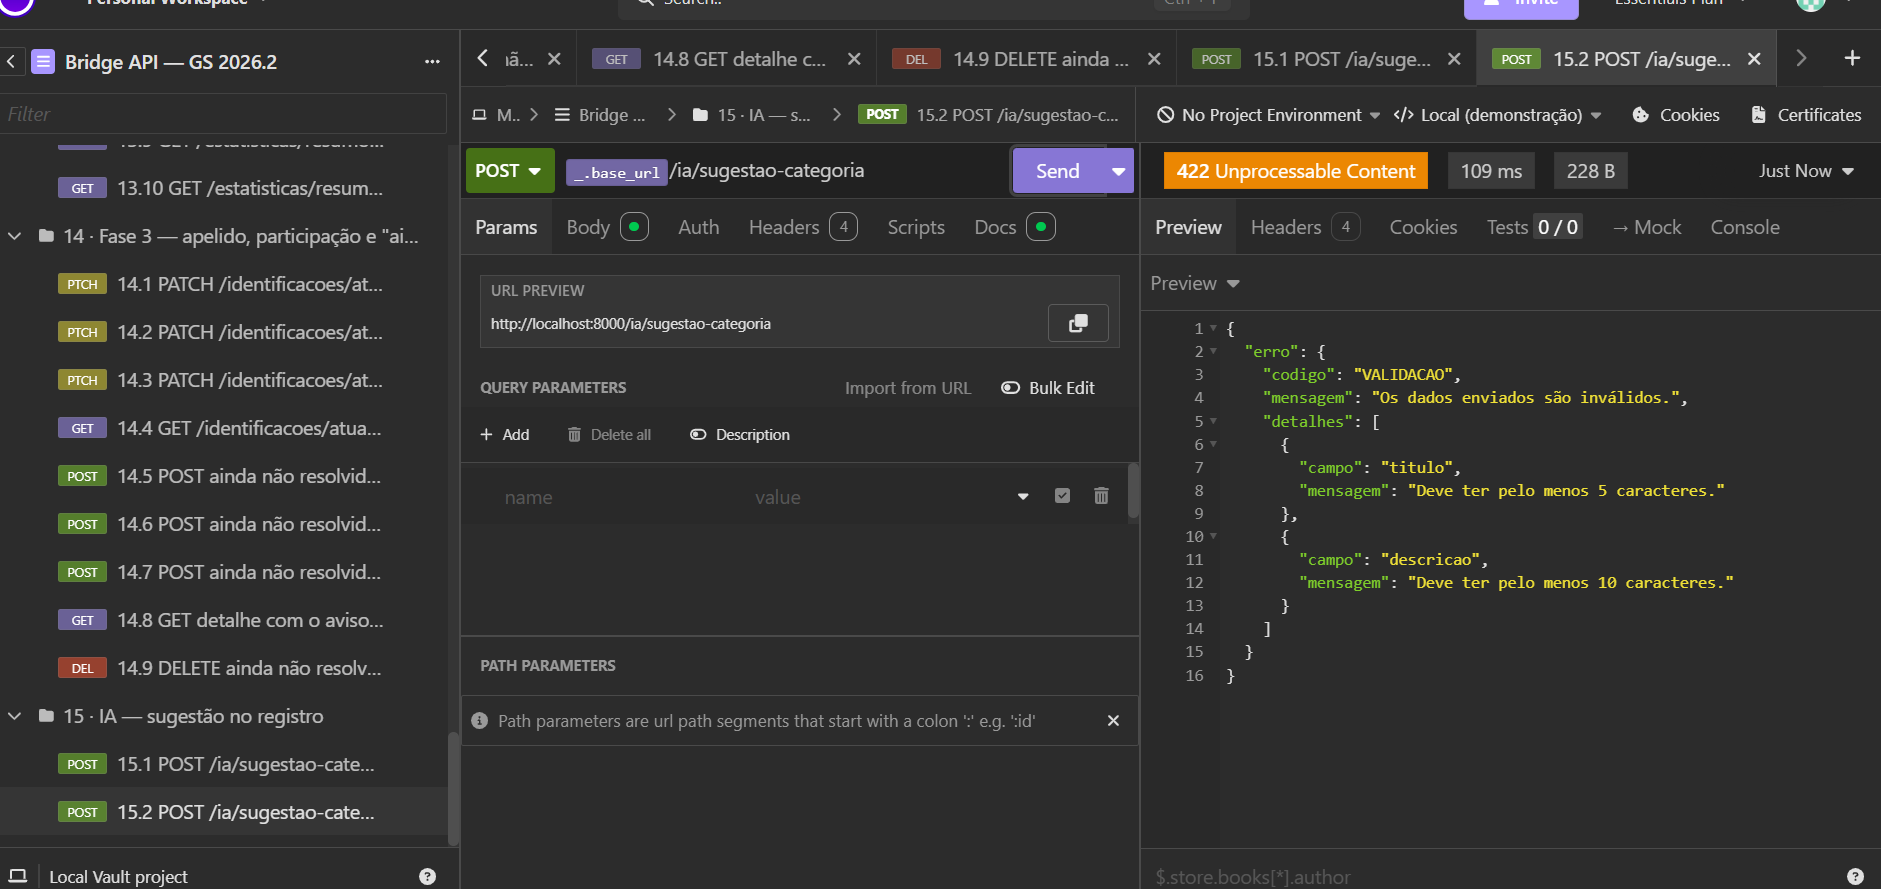 Personal Workspace
Search..
Ctrl + P
Invite
Essentials Plan
Bridge API — GS 2026.2
Filter
13.9 GET /estatisticas/resumo...
GET 13.10 GET /estatisticas/resum...
14 · Fase 3 — apelido, participação e "ai...
PTCH 14.1 PATCH /identificacoes/at...
PTCH 14.2 PATCH /identificacoes/at...
PTCH 14.3 PATCH /identificacoes/at...
GET 14.4 GET /identificacoes/atua...
POST 14.5 POST ainda não resolvid...
POST 14.6 POST ainda não resolvid...
POST 14.7 POST ainda não resolvid...
GET 14.8 GET detalhe com o aviso...
DEL 14.9 DELETE ainda não resolv...
15 · IA — sugestão no registro
POST 15.1 POST /ia/sugestao-cate...
POST 15.2 POST /ia/sugestao-cate...
Local Vault project
nã...
GET 14.8 GET detalhe c...
DEL 14.9 DELETE ainda ...
POST 15.1 POST /ia/suge...
POST 15.2 POST /ia/suge...
M.. > Bridge ... > 15 · IA — s... > POST 15.2 POST /ia/sugestao-c...
No Project Environment
Local (demonstração)
Cookies
Certificates
POST _.base_url /ia/sugestao-categoria
Send
Params Body Auth Headers 4 Scripts Docs
URL PREVIEW
http://localhost:8000/ia/sugestao-categoria
QUERY PARAMETERS Import from URL Bulk Edit
+ Add Delete all Description
name value
PATH PARAMETERS
Path parameters are url path segments that start with a colon ':' e.g. ':id'
422 Unprocessable Content 109 ms 228 B Just Now
Preview Headers 4 Cookies Tests 0 / 0 → Mock Console
Preview
1 {
2 "erro": {
3 "codigo": "VALIDACAO",
4 "mensagem": "Os dados enviados são inválidos.",
5 "detalhes": [
6 {
7 "campo": "titulo",
8 "mensagem": "Deve ter pelo menos 5 caracteres."
9 },
10 {
11 "campo": "descricao",
12 "mensagem": "Deve ter pelo menos 10 caracteres."
13 }
14 ]
15 }
16 }
$.store.books[*].author